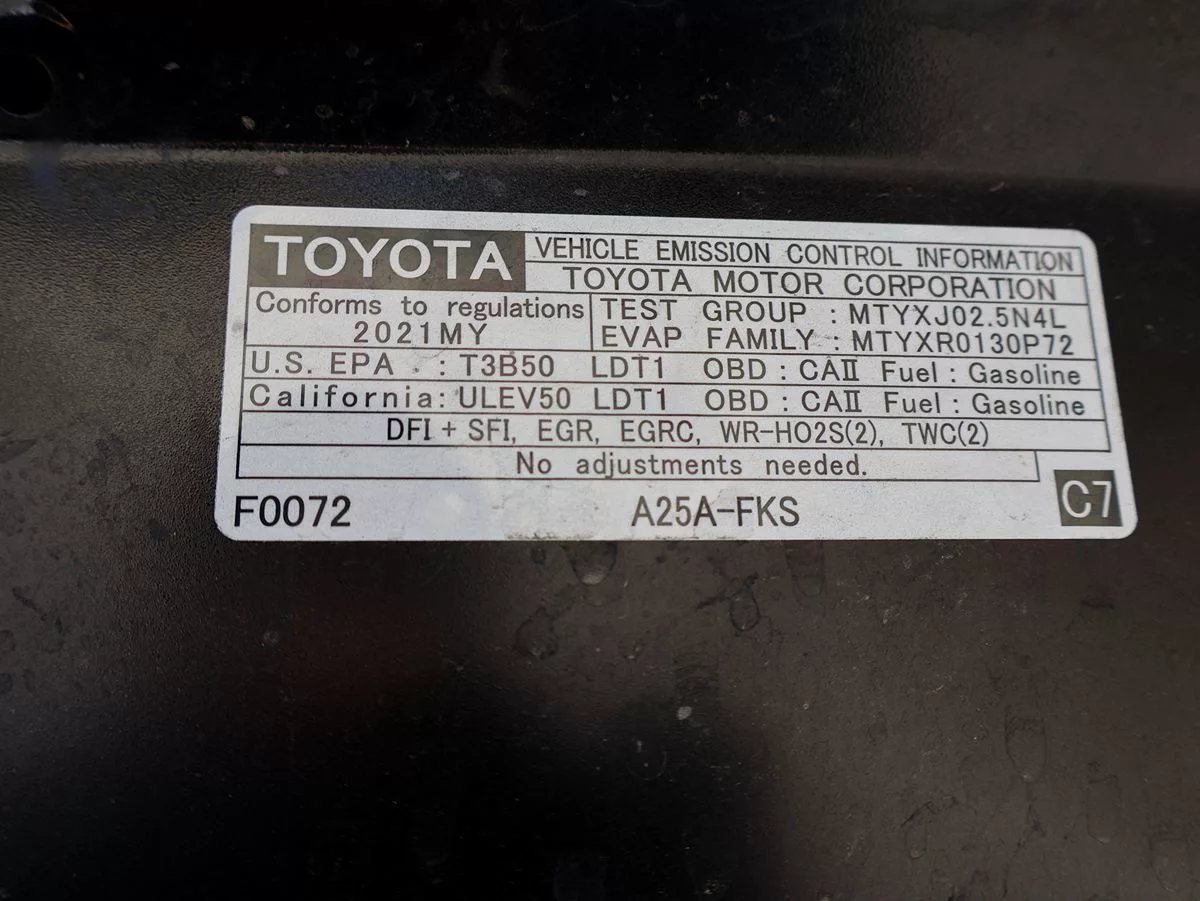 TOYOTA
VEHICLE EMISSION CONTROL INFORMATION
TOYOTA MOTOR CORPORATION
Conforms to regulations
2021MY
TEST GROUP : MTYXJ02.5N4L
EVAP FAMILY : MTYXR0130P72
U.S. EPA : T3B50 LDT1 OBD : CAⅡ Fuel : Gasoline
California: ULEV50 LDT1 OBD : CAⅡ Fuel : Gasoline
DFI + SFI, EGR, EGRC, WR-HO2S(2), TWC(2)
No adjustments needed.
F0072 A25A-FKS C7